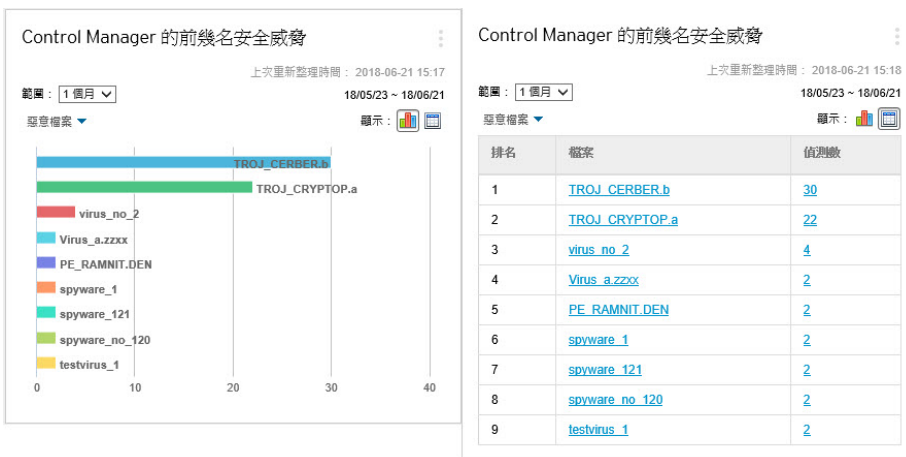 Control Manager 的前幾名安全威脅
上次重新整理時間： 2018-06-21 15:17
範圍： 1 個月
18/05/23 ~ 18/06/21
惡意檔案
顯示：
TROJ_CERBER.b
TROJ_CRYPTOP.a
virus_no_2
Virus_a.zzxx
PE_RAMNIT.DEN
spyware_1
spyware_121
spyware_no_120
testvirus_1
0 10 20 30 40
Control Manager 的前幾名安全威脅
上次重新整理時間： 2018-06-21 15:18
範圍： 1 個月
18/05/23 ~ 18/06/21
惡意檔案
顯示：
排名 檔案 偵測數
1 TROJ_CERBER.b 30
2 TROJ_CRYPTOP.a 22
3 virus_no_2 4
4 Virus_a.zzxx 2
5 PE_RAMNIT.DEN 2
6 spyware_1 2
7 spyware_121 2
8 spyware_no_120 2
9 testvirus_1 2